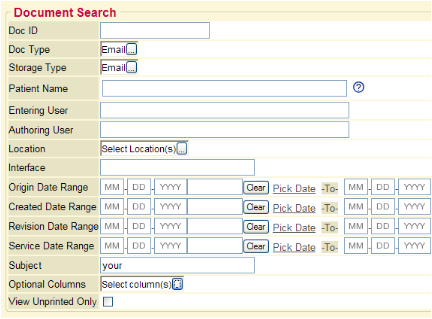 Document Search
Doc ID
Doc Type Email...
Storage Type Email...
Patient Name ?
Entering User
Authoring User
Location Select Location(s)...
Interface
Origin Date Range MM - DD - YYYY Clear Pick Date -To- MM - DD - YYYY
Created Date Range MM - DD - YYYY Clear Pick Date -To- MM - DD - YYYY
Revision Date Range MM - DD - YYYY Clear Pick Date -To- MM - DD - YYYY
Service Date Range MM - DD - YYYY Clear Pick Date -To- MM - DD - YYYY
Subject your
Optional Columns Select column(s)...
View Unprinted Only